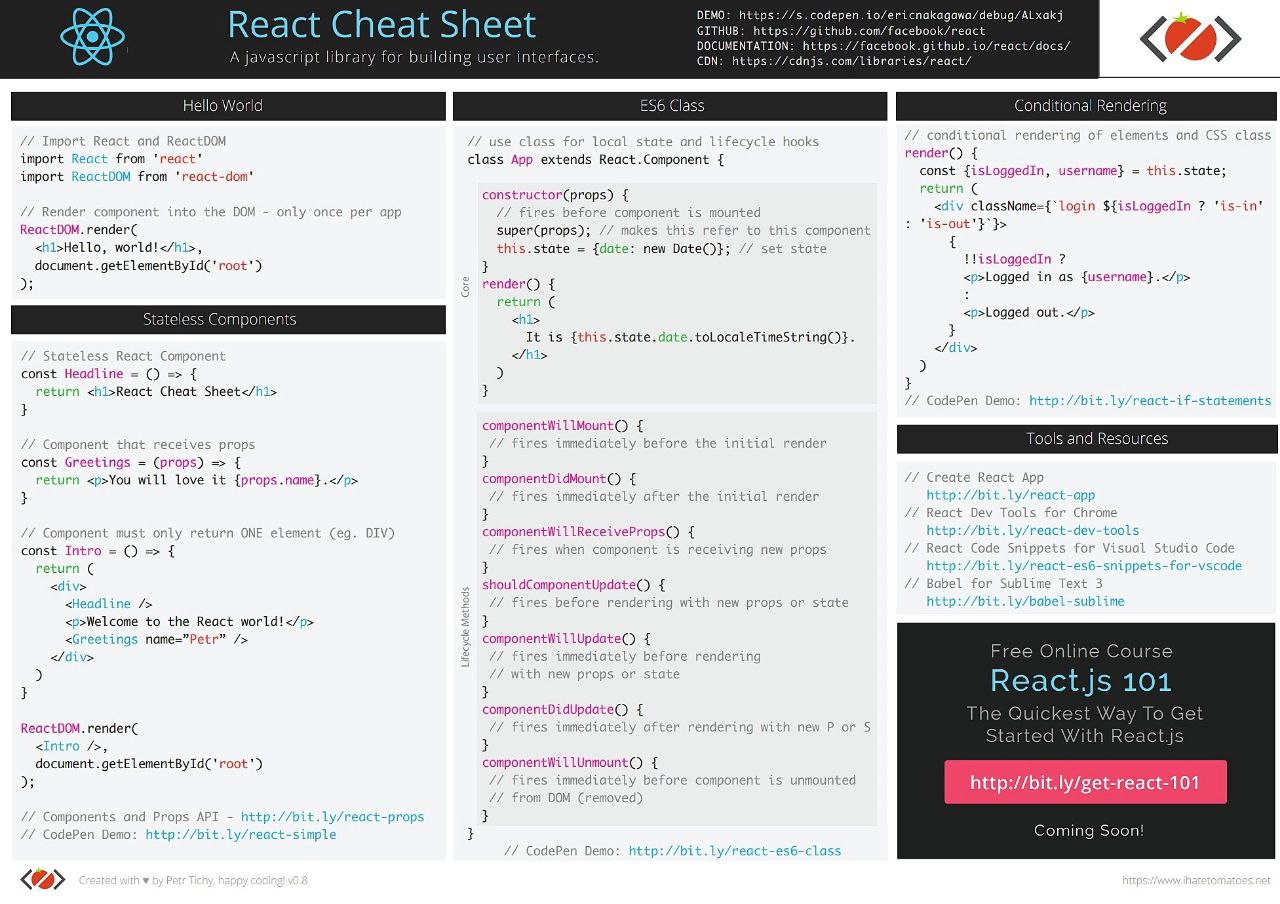 React Cheat Sheet
A javascript library for building user interfaces.
DEMO: https://s.codepen.io/ericnakagawa/debug/ALxakj
GITHUB: https://github.com/facebook/react
DOCUMENTATION: https://facebook.github.io/react/docs/
CDN: https://cdnjs.com/libraries/react/
Hello World
// Import React and ReactDOM
import React from 'react'
import ReactDOM from 'react-dom'
// Render component into the DOM - only once per app
ReactDOM.render(
<h1>Hello, world!</h1>,
document.getElementById('root')
);
Stateless Components
// Stateless React Component
const Headline = () => {
return <h1>React Cheat Sheet</h1>
}
// Component that receives props
const Greetings = (props) => {
return <p>You will love it {props.name}.</p>
}
// Component must only return ONE element (eg. DIV)
const Intro = () => {
return (
<div>
<Headline />
<p>Welcome to the React world!</p>
<Greetings name=”Petr” />
</div>
)
}
ReactDOM.render(
<Intro />,
document.getElementById('root')
);
// Components and Props API - http://bit.ly/react-props
// CodePen Demo: http://bit.ly/react-simple
ES6 Class
// use class for local state and lifecycle hooks
class App extends React.Component {
Core
constructor(props) {
// fires before component is mounted
super(props); // makes this refer to this component
this.state = {date: new Date()}; // set state
}
render() {
return (
<h1>
It is {this.state.date.toLocaleTimeString()}.
</h1>
)
}
Lifecycle Methods
componentWillMount() {
// fires immediately before the initial render
}
componentDidMount() {
// fires immediately after the initial render
}
componentWillReceiveProps() {
// fires when component is receiving new props
}
shouldComponentUpdate() {
// fires before rendering with new props or state
}
componentWillUpdate() {
// fires immediately before rendering
// with new props or state
}
componentDidUpdate() {
// fires immediately after rendering with new P or S
}
componentWillUnmount() {
// fires immediately before component is unmounted
// from DOM (removed)
}
}
// CodePen Demo: http://bit.ly/react-es6-class
Conditional Rendering
// conditional rendering of elements and CSS class
render() {
const {isLoggedIn, username} = this.state;
return (
<div className={`login ${isLoggedIn ? 'is-in'
: 'is-out'}`}>
{
!!isLoggedIn ?
<p>Logged in as {username}.</p>
:
<p>Logged out.</p>
}
</div>
)
}
// CodePen Demo: http://bit.ly/react-if-statements
Tools and Resources
// Create React App
http://bit.ly/react-app
// React Dev Tools for Chrome
http://bit.ly/react-dev-tools
// React Code Snippets for Visual Studio Code
http://bit.ly/react-es6-snippets-for-vscode
// Babel for Sublime Text 3
http://bit.ly/babel-sublime
Free Online Course
React.js 101
The Quickest Way To Get
Started With React.js
http://bit.ly/get-react-101
Coming Soon!
Created with ♥ by Petr Tichy, happy coding! v0.8
https://www.ihatetomatoes.net